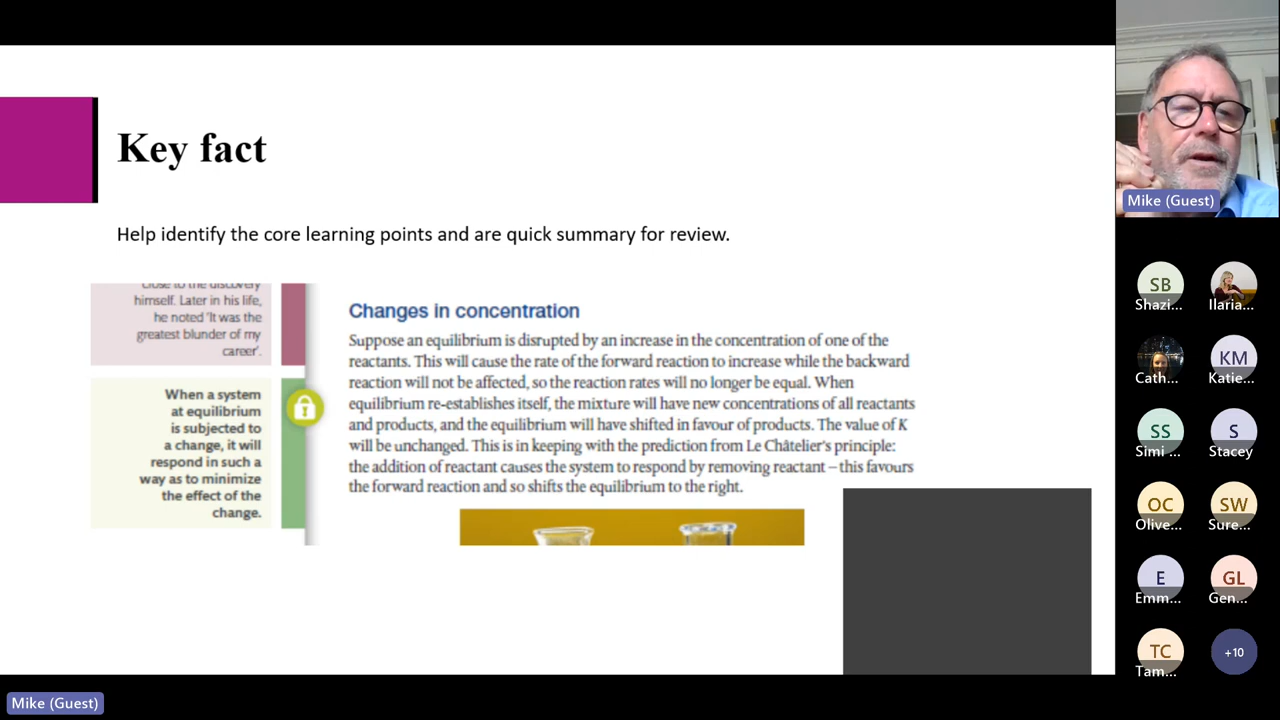 Key fact
Help identify the core learning points and are quick summary for review.
close to the discovery
himself. Later in his life,
he noted 'It was the
greatest blunder of my
career'.
When a system
at equilibrium
is subjected to
a change, it will
respond in such a
way as to minimize
the effect of the
change.
Changes in concentration
Suppose an equilibrium is disrupted by an increase in the concentration of one of the
reactants. This will cause the rate of the forward reaction to increase while the backward
reaction will not be affected, so the reaction rates will no longer be equal. When
equilibrium re-establishes itself, the mixture will have new concentrations of all reactants
and products, and the equilibrium will have shifted in favour of products. The value of K
will be unchanged. This is in keeping with the prediction from Le Châtelier's principle:
the addition of reactant causes the system to respond by removing reactant – this favours
the forward reaction and so shifts the equilibrium to the right.
Mike (Guest)
SB
Shazi...
Ilaria...
Cath...
KM
Katie...
SS
Simi ...
S
Stacey
OC
Olive...
SW
Sure...
E
Emm...
GL
Gen...
TC
Tam...
+10
Mike (Guest)